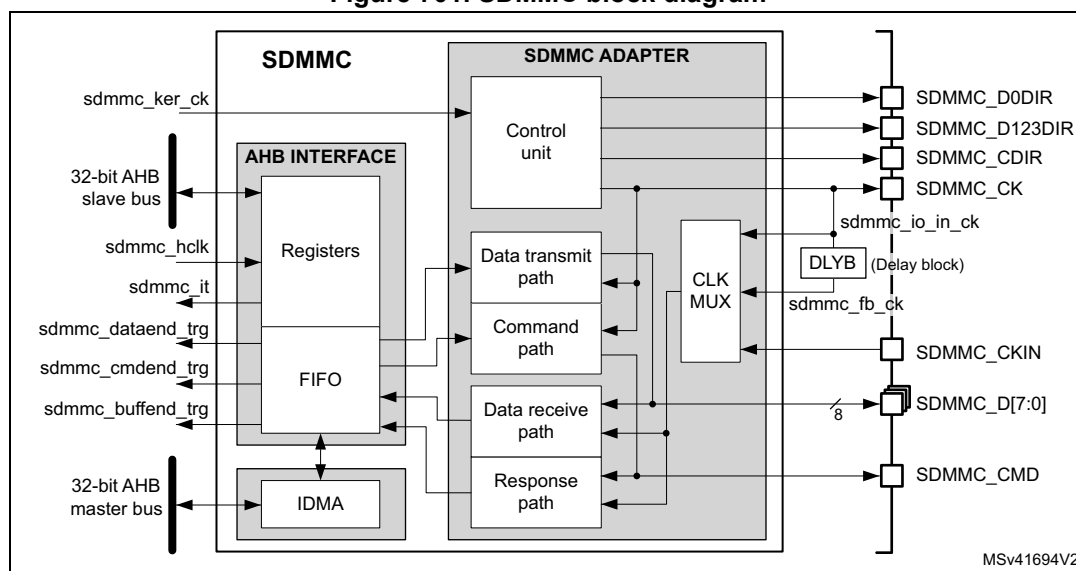 Figure SDMMC block diagram
SDMMC
SDMMC ADAPTER
sdmmc_ker_ck
Control
unit
SDMMC_D0DIR
SDMMC_D123DIR
SDMMC_CDIR
SDMMC_CK
AHB INTERFACE
32-bit AHB
slave bus
Registers
sdmmc_hclk
sdmmc_it
sdmmc_dataend_trg
sdmmc_cmdend_trg
sdmmc_buffend_trg
FIFO
32-bit AHB
master bus
IDMA
Data transmit
path
Command
path
Data receive
path
Response
path
CLK
MUX
sdmmc_io_in_ck
DLYB
(Delay block)
sdmmc_fb_ck
SDMMC_CKIN
8
SDMMC_D[7:0]
SDMMC_CMD
MSv41694V2